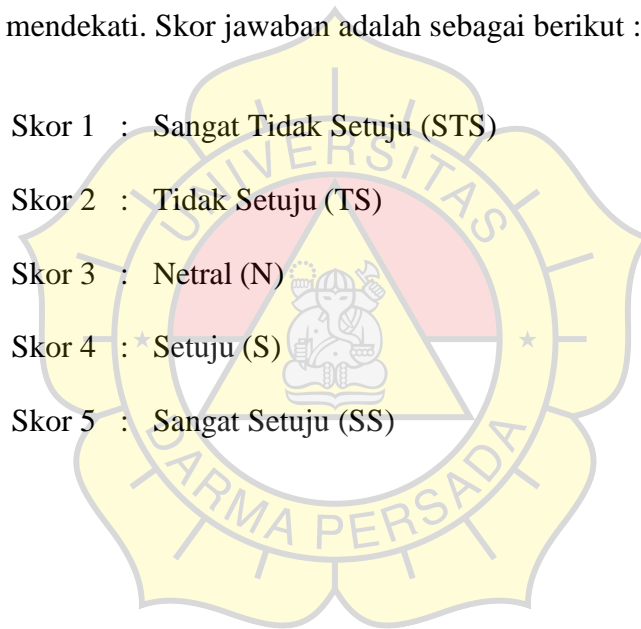 mendekati. Skor jawaban adalah sebagai berikut :
Skor 1 : Sangat Tidak Setuju (STS)
Skor 2 : Tidak Setuju (TS)
Skor 3 : Netral (N)
Skor 4 : Setuju (S)
Skor 5 : Sangat Setuju (SS)
UNIVERSITAS
DARMA PERSADA